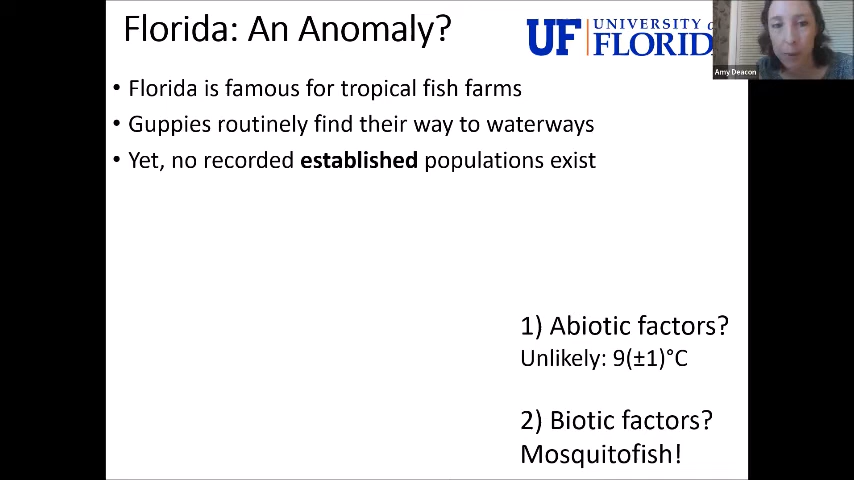 Florida: An Anomaly?
UF UNIVERSITY of
FLORID
Amy Deacon
• Florida is famous for tropical fish farms
• Guppies routinely find their way to waterways
• Yet, no recorded established populations exist
1) Abiotic factors?
Unlikely: 9(±1)°C
2) Biotic factors?
Mosquitofish!